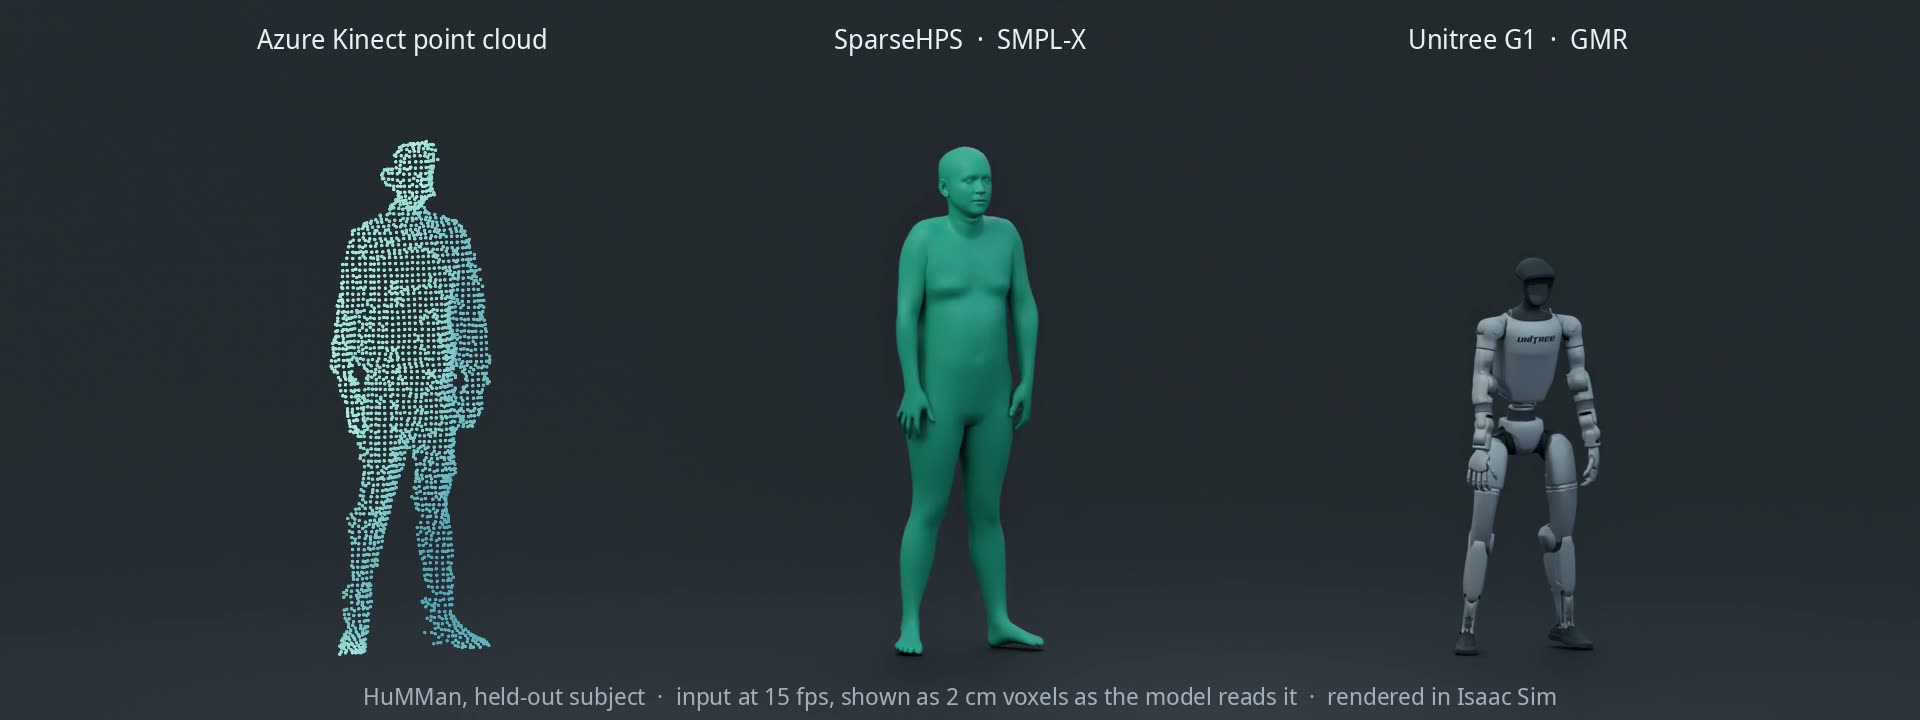 Azure Kinect point cloud
SparseHPS · SMPL-X
Unitree G1 · GMR
UNITREE
HuMMan, held-out subject · input at 15 fps, shown as 2 cm voxels as the model reads it · rendered in Isaac Sim